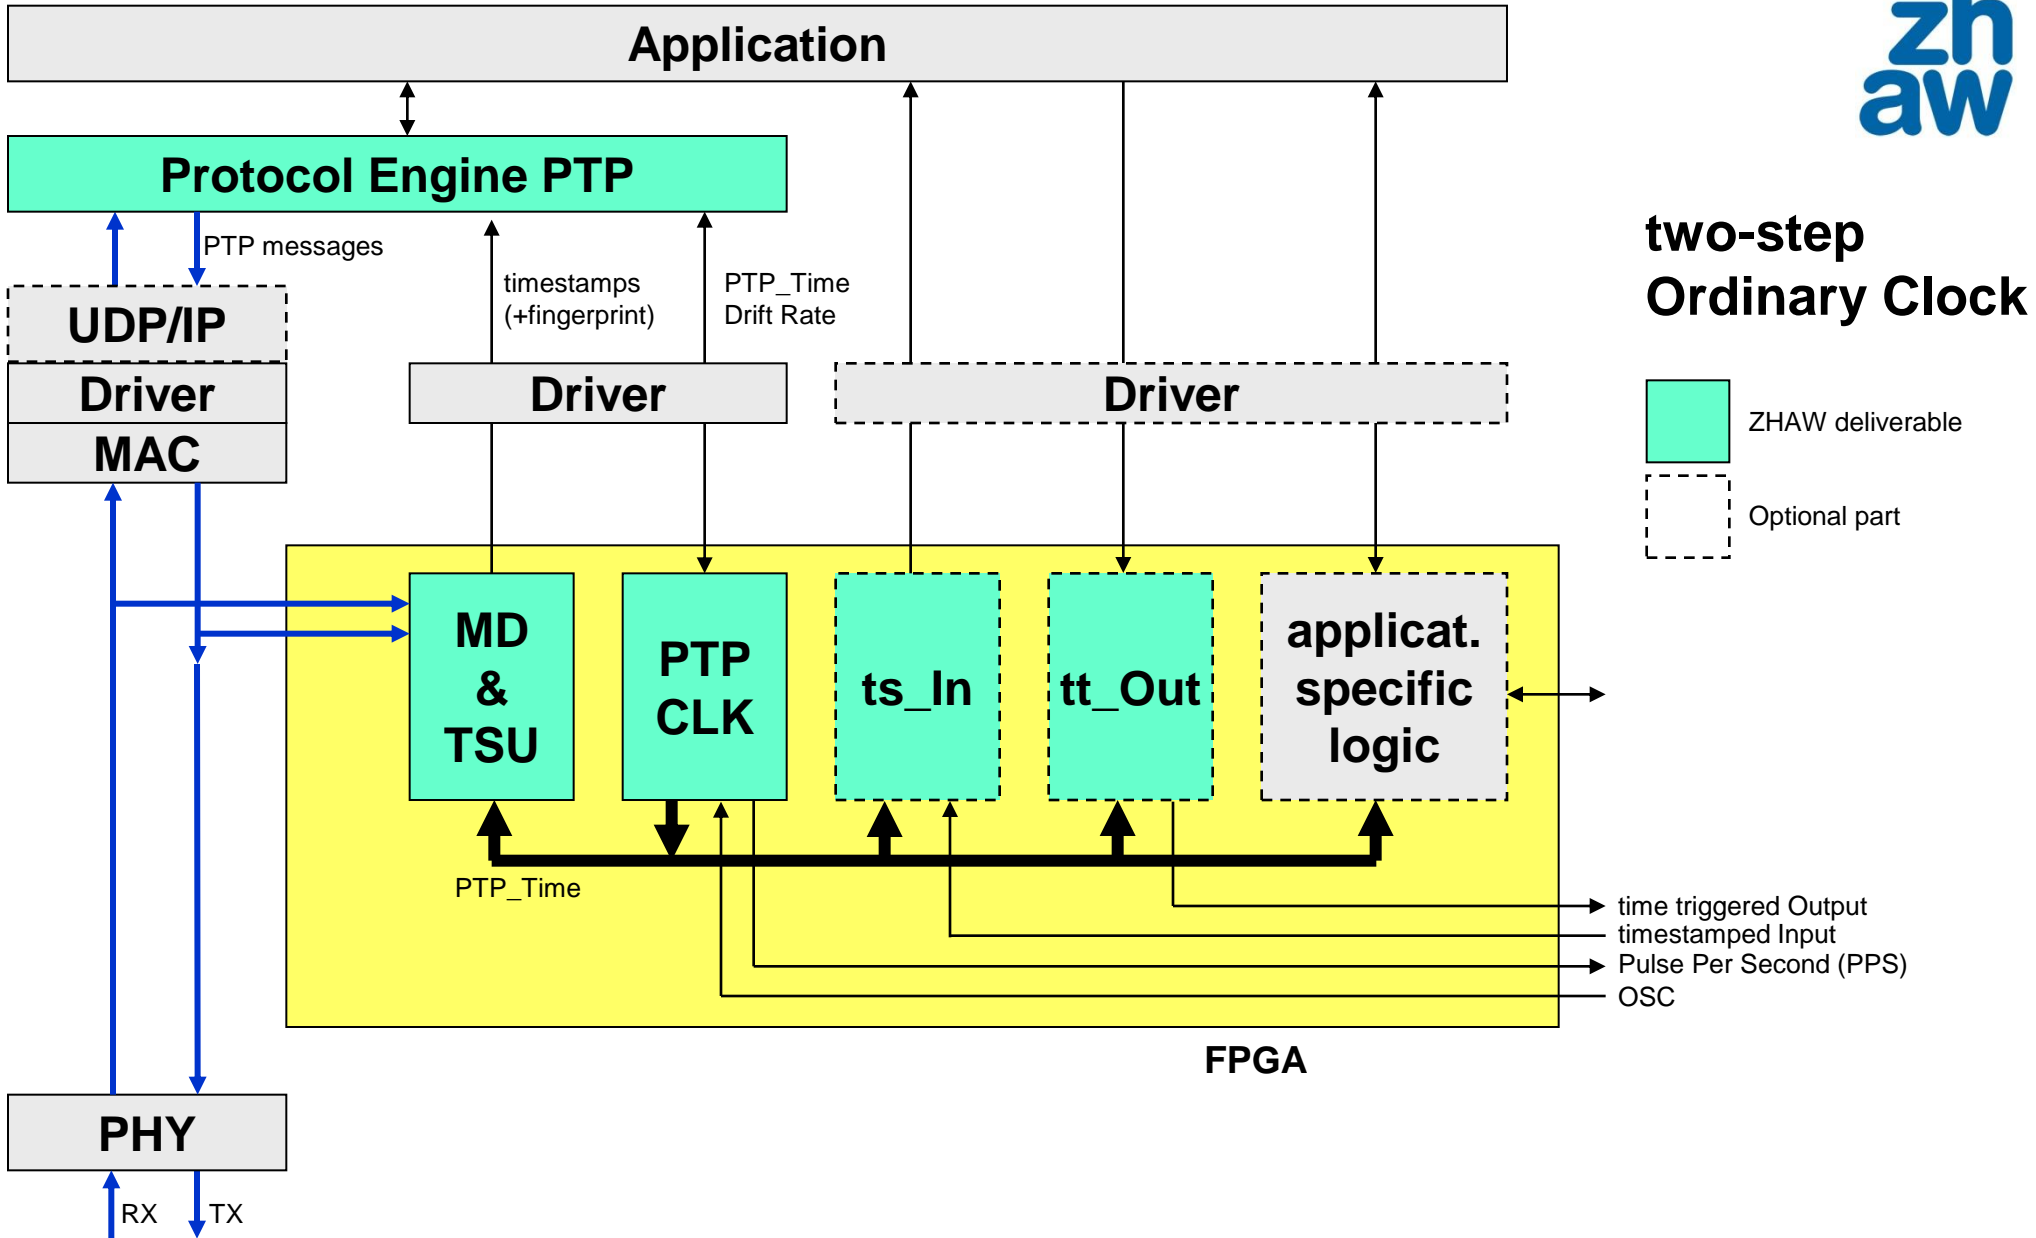 Application
zh
aw
Protocol Engine PTP
PTP messages
timestamps
(+fingerprint)
PTP_Time
Drift Rate
two-step
Ordinary Clock
UDP/IP
Driver
MAC
Driver
Driver
ZHAW deliverable
Optional part
MD
&
TSU
PTP
CLK
ts_In
tt_Out
applicat.
specific
logic
PTP_Time
time triggered Output
timestamped Input
Pulse Per Second (PPS)
OSC
FPGA
PHY
RX
TX